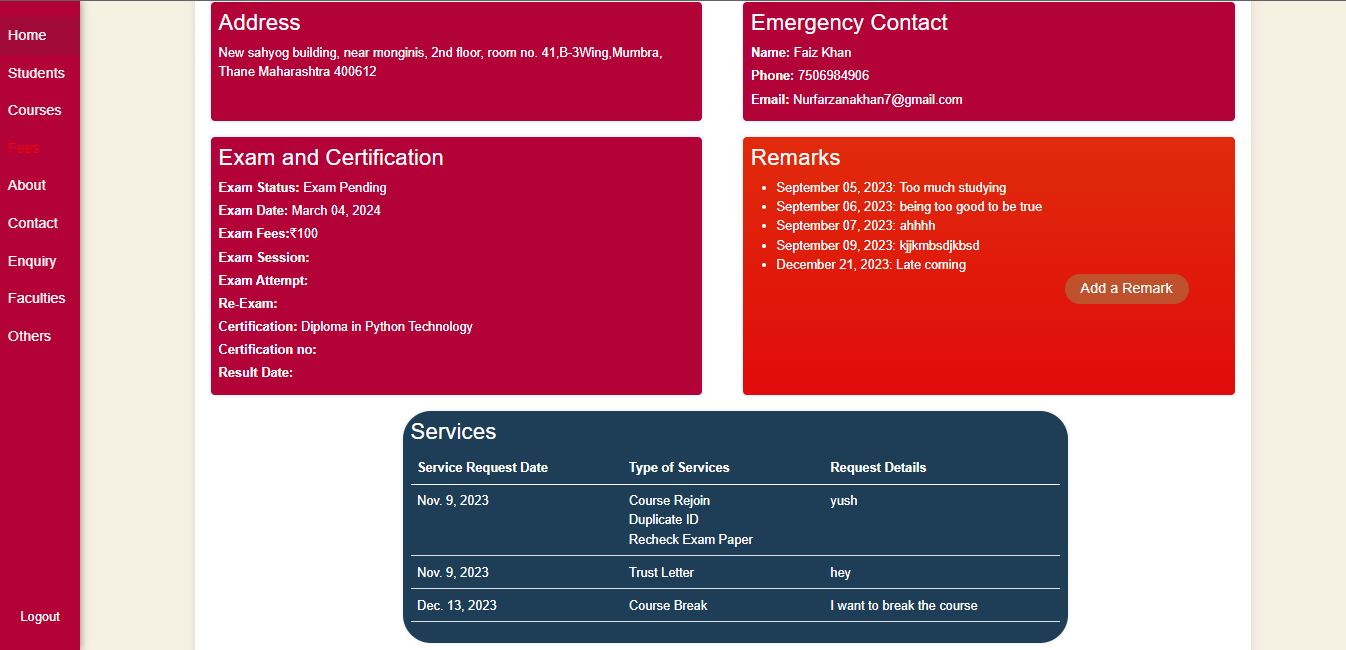 Home
Students
Courses
Fees
About
Contact
Enquiry
Faculties
Others
Logout
Address
New sahyog building, near monginis, 2nd floor, room no. 41,B-3Wing,Mumbra,
Thane Maharashtra 400612
Emergency Contact
Name: Faiz Khan
Phone: 7506984906
Email: Nurfarzanakhan7@gmail.com
Exam and Certification
Exam Status: Exam Pending
Exam Date: March 04, 2024
Exam Fees:₹100
Exam Session:
Exam Attempt:
Re-Exam:
Certification: Diploma in Python Technology
Certification no:
Result Date:
Remarks
• September 05, 2023: Too much studying
• September 06, 2023: being too good to be true
• September 07, 2023: ahhhh
• September 09, 2023: kjjkmbsdjkbsd
• December 21, 2023: Late coming
Add a Remark
Services
Service Request Date Type of Services Request Details
Nov. 9, 2023 Course Rejoin yush
Duplicate ID
Recheck Exam Paper
Nov. 9, 2023 Trust Letter hey
Dec. 13, 2023 Course Break I want to break the course